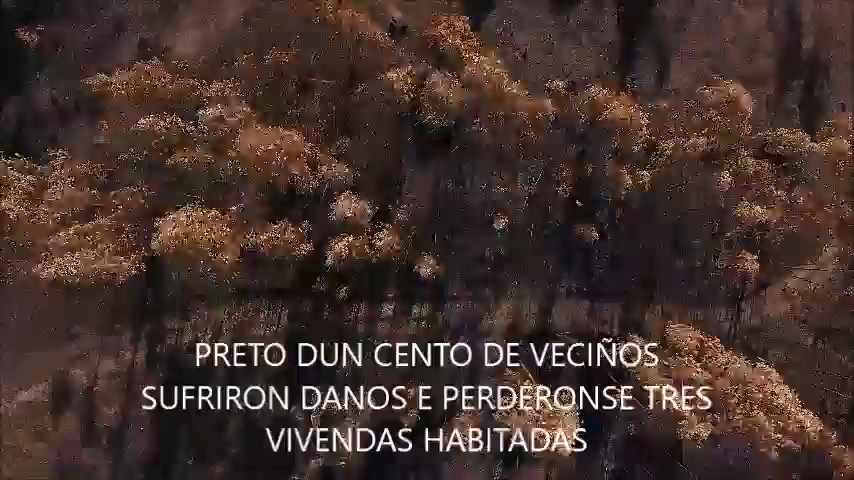 PRETO DUN CENTO DE VECIÑOS
SUFRIRON DANOS E PERDERONSE TRES
VIVENDAS HABITADAS